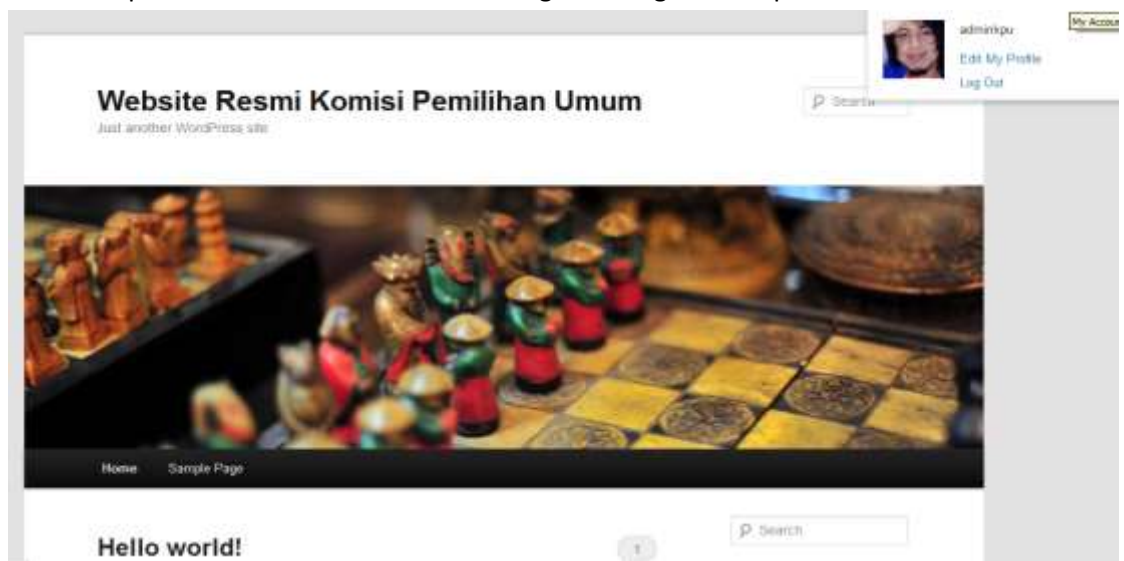 adminkpu
My Accou
Edit My Profile
Log Out
Website Resmi Komisi Pemilihan Umum
Search
Just another WordPress site
Home Sample Page
Search
Hello world!
1